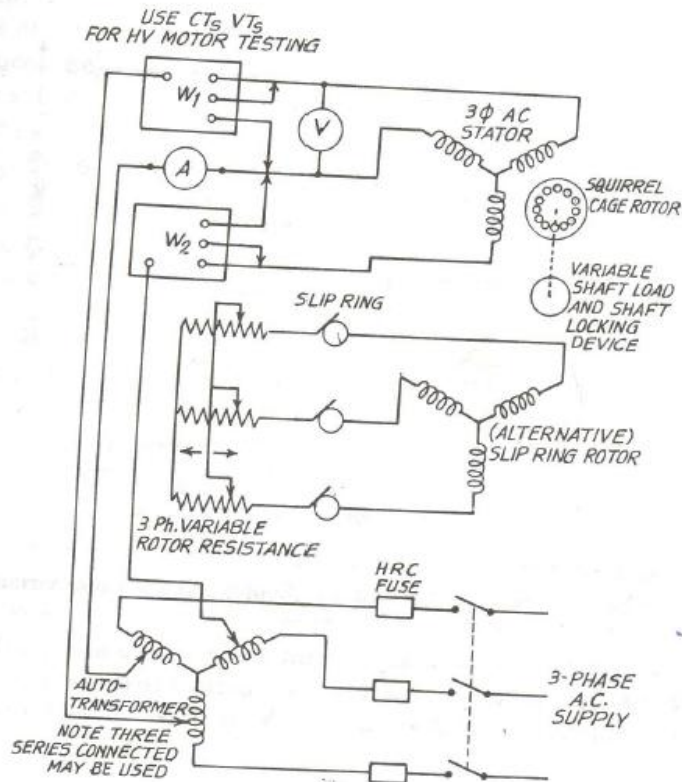 USE CTS VTS
FOR HV MOTOR TESTING
W1
V
3Φ AC
STATOR
A
SQUIRREL
CAGE ROTOR
W2
VARIABLE
SHAFT LOAD
AND SHAFT
LOCKING
DEVICE
SLIP RING
(ALTERNATIVE)
SLIP RING ROTOR
3 Ph. VARIABLE
ROTOR RESISTANCE
HRC
FUSE
AUTO-
TRANSFORMER
3-PHASE
A.C.
SUPPLY
NOTE THREE
SERIES CONNECTED
MAY BE USED